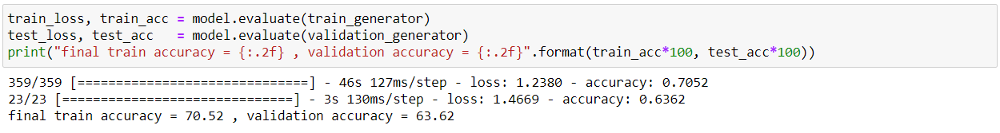 train_loss, train_acc = model.evaluate(train_generator)
test_loss, test_acc   = model.evaluate(validation_generator)
print("final train accuracy = {:.2f} , validation accuracy = {:.2f}".format(train_acc*100, test_acc*100))
359/359 [==============================] - 46s 127ms/step - loss: 1.2380 - accuracy: 0.7052
23/23 [==============================] - 3s 130ms/step - loss: 1.4669 - accuracy: 0.6362
final train accuracy = 70.52 , validation accuracy = 63.62